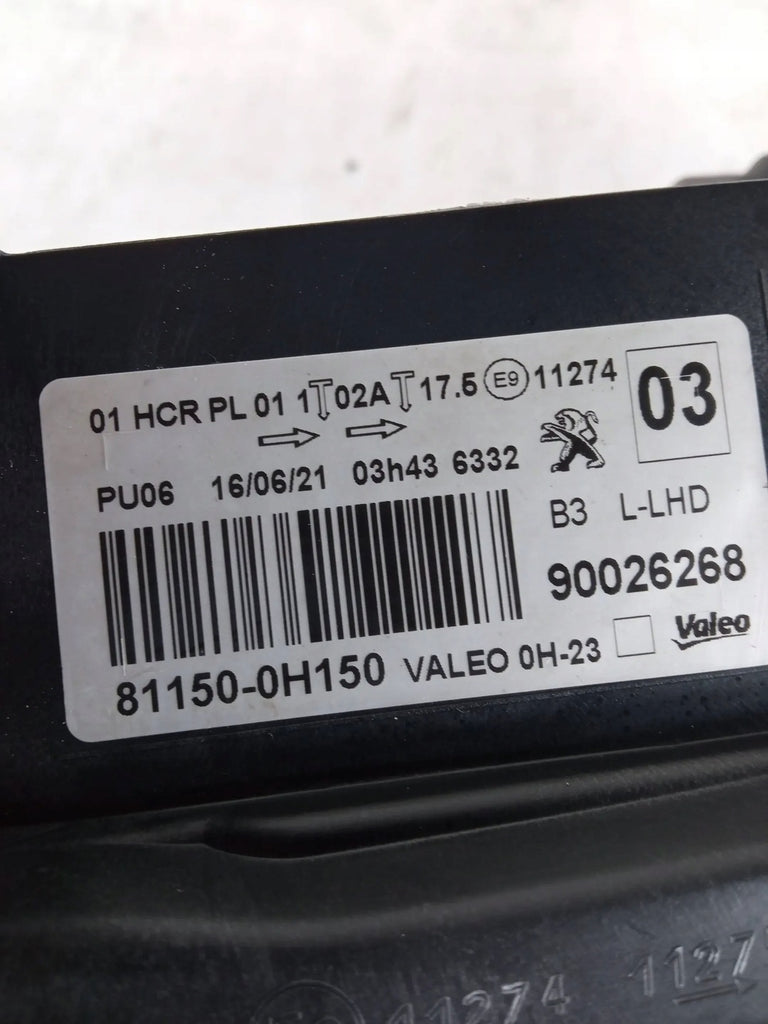 01 HCR PL 01 1 02A 17.5 E9 11274 03
PU06 16/06/21 03h43 6332
B3 L-LHD
90026268
81150-0H150 VALEO 0H-23 Valeo
11274